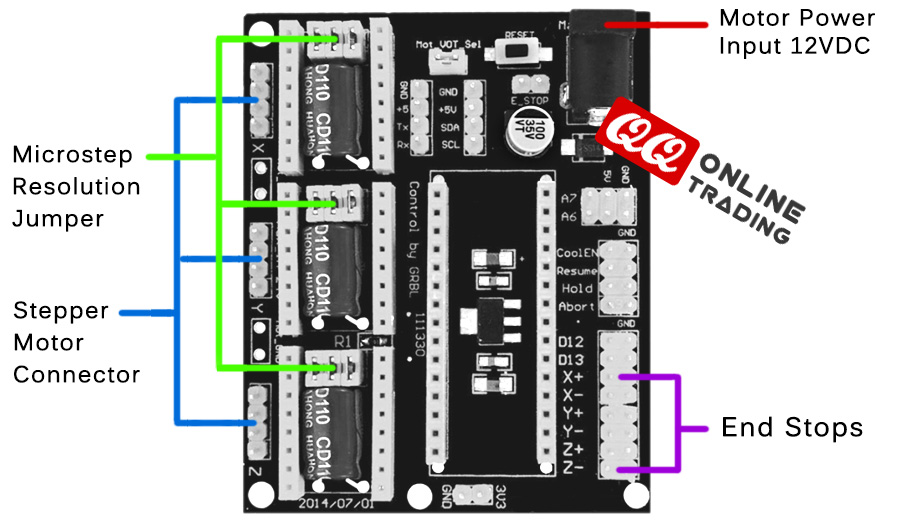 Motor Power
Input 12VDC
Microstep
Resolution
Jumper
Stepper
Motor
Connector
End Stops
QQ
ONLINE
TRADING
Mot VOT Sel
RESET
E_STOP
GND
+5
Tx
Rx
GND
+5V
SDA
SCL
100
35V
VT
5V
GND
A7
A6
GND
CoolEN
Resume
Hold
Abort
GND
D12
D13
X+
X-
Y+
Y-
Z+
Z-
X
Y
Z
D110
CD11
D110
CD11
D110
CD11
Control by GRBL
111330
R1
2014/07/01
GND
3V3